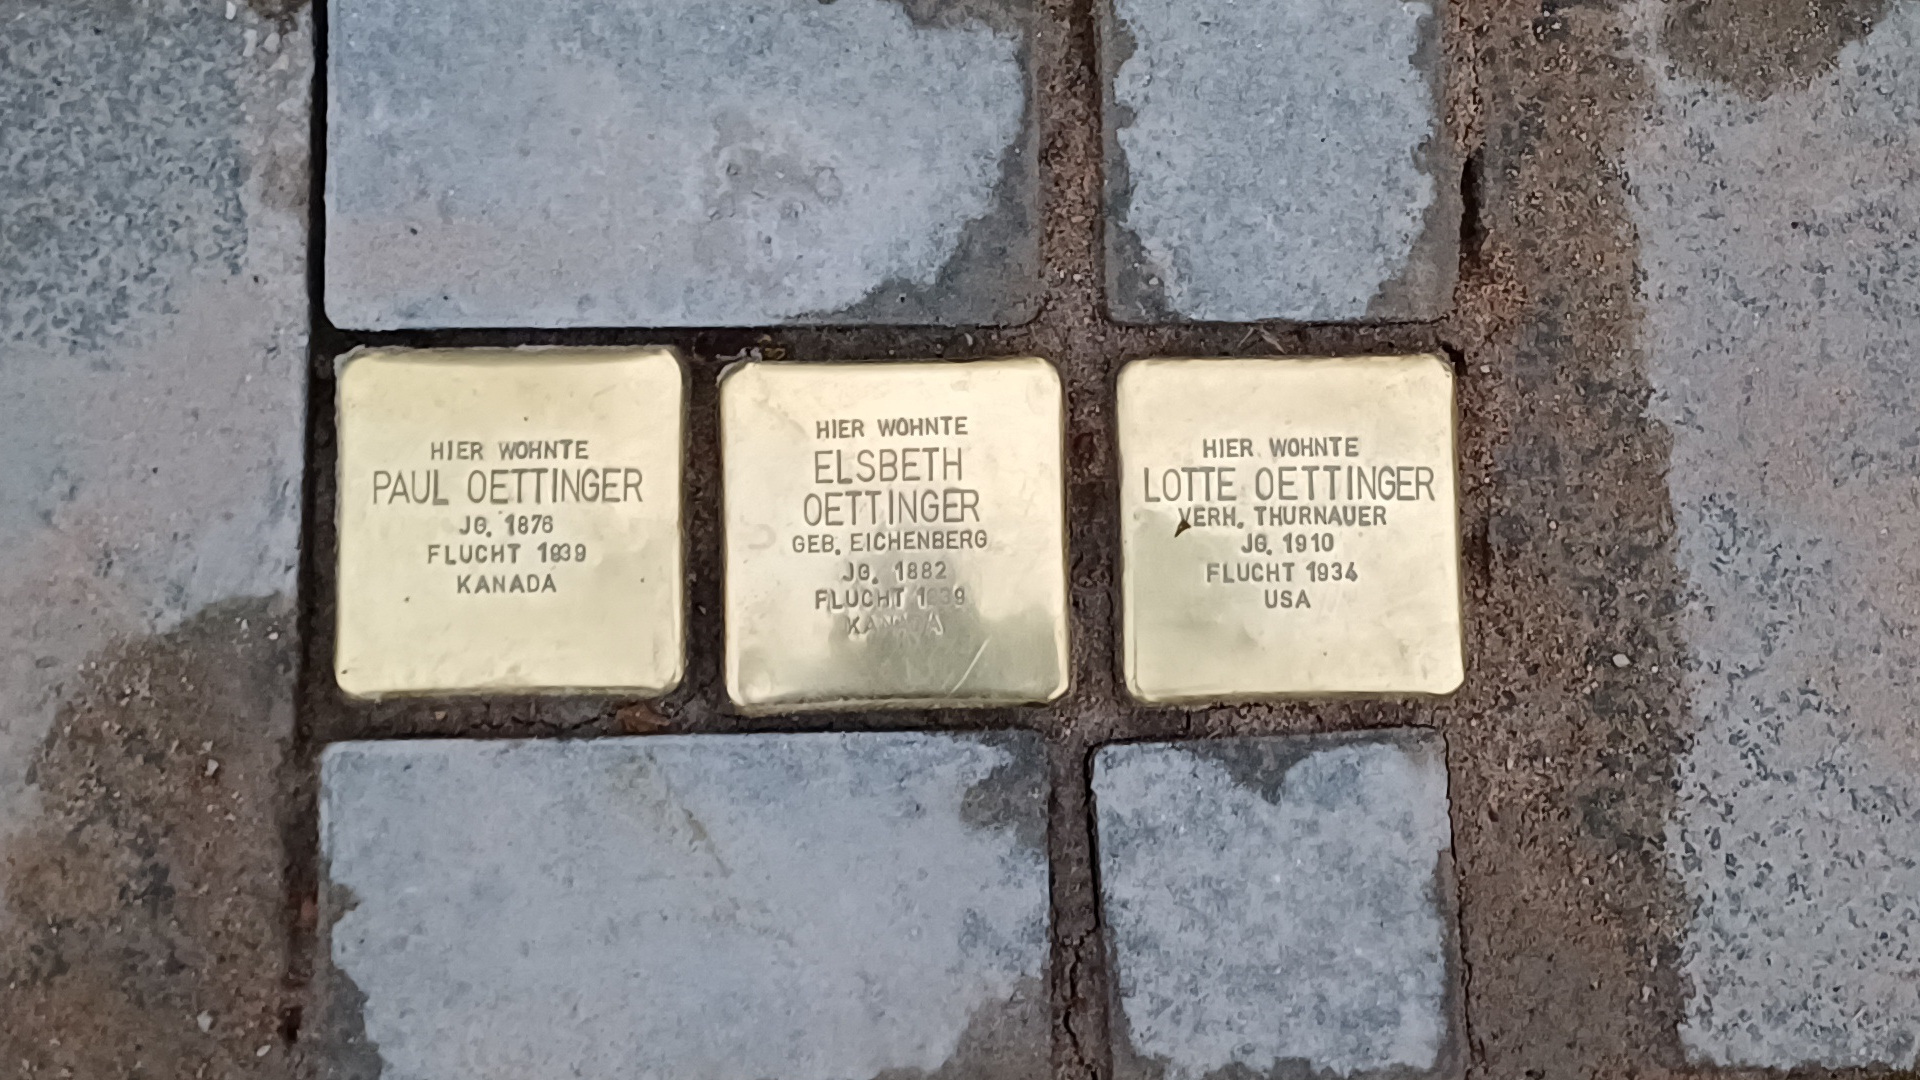 HIER WOHNTE
PAUL OETTINGER
JG. 1876
FLUCHT 1939
KANADA
HIER WOHNTE
ELSBETH
OETTINGER
GEB. EICHENBERG
JG. 1882
FLUCHT 1939
KANADA
HIER WOHNTE
LOTTE OETTINGER
VERH. THURNAUER
JG. 1910
FLUCHT 1934
USA